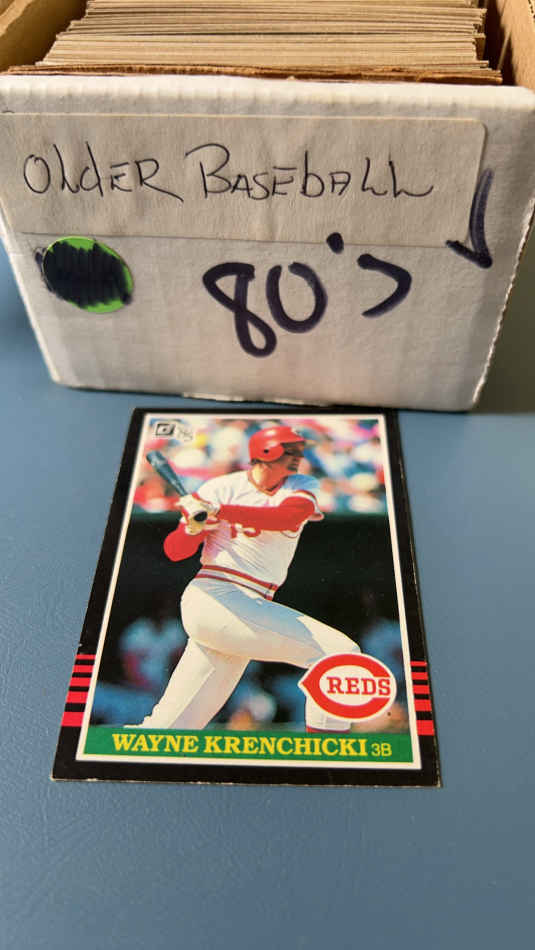 Older Baseball
80's
REDS
WAYNE KRENCHICKI 3B